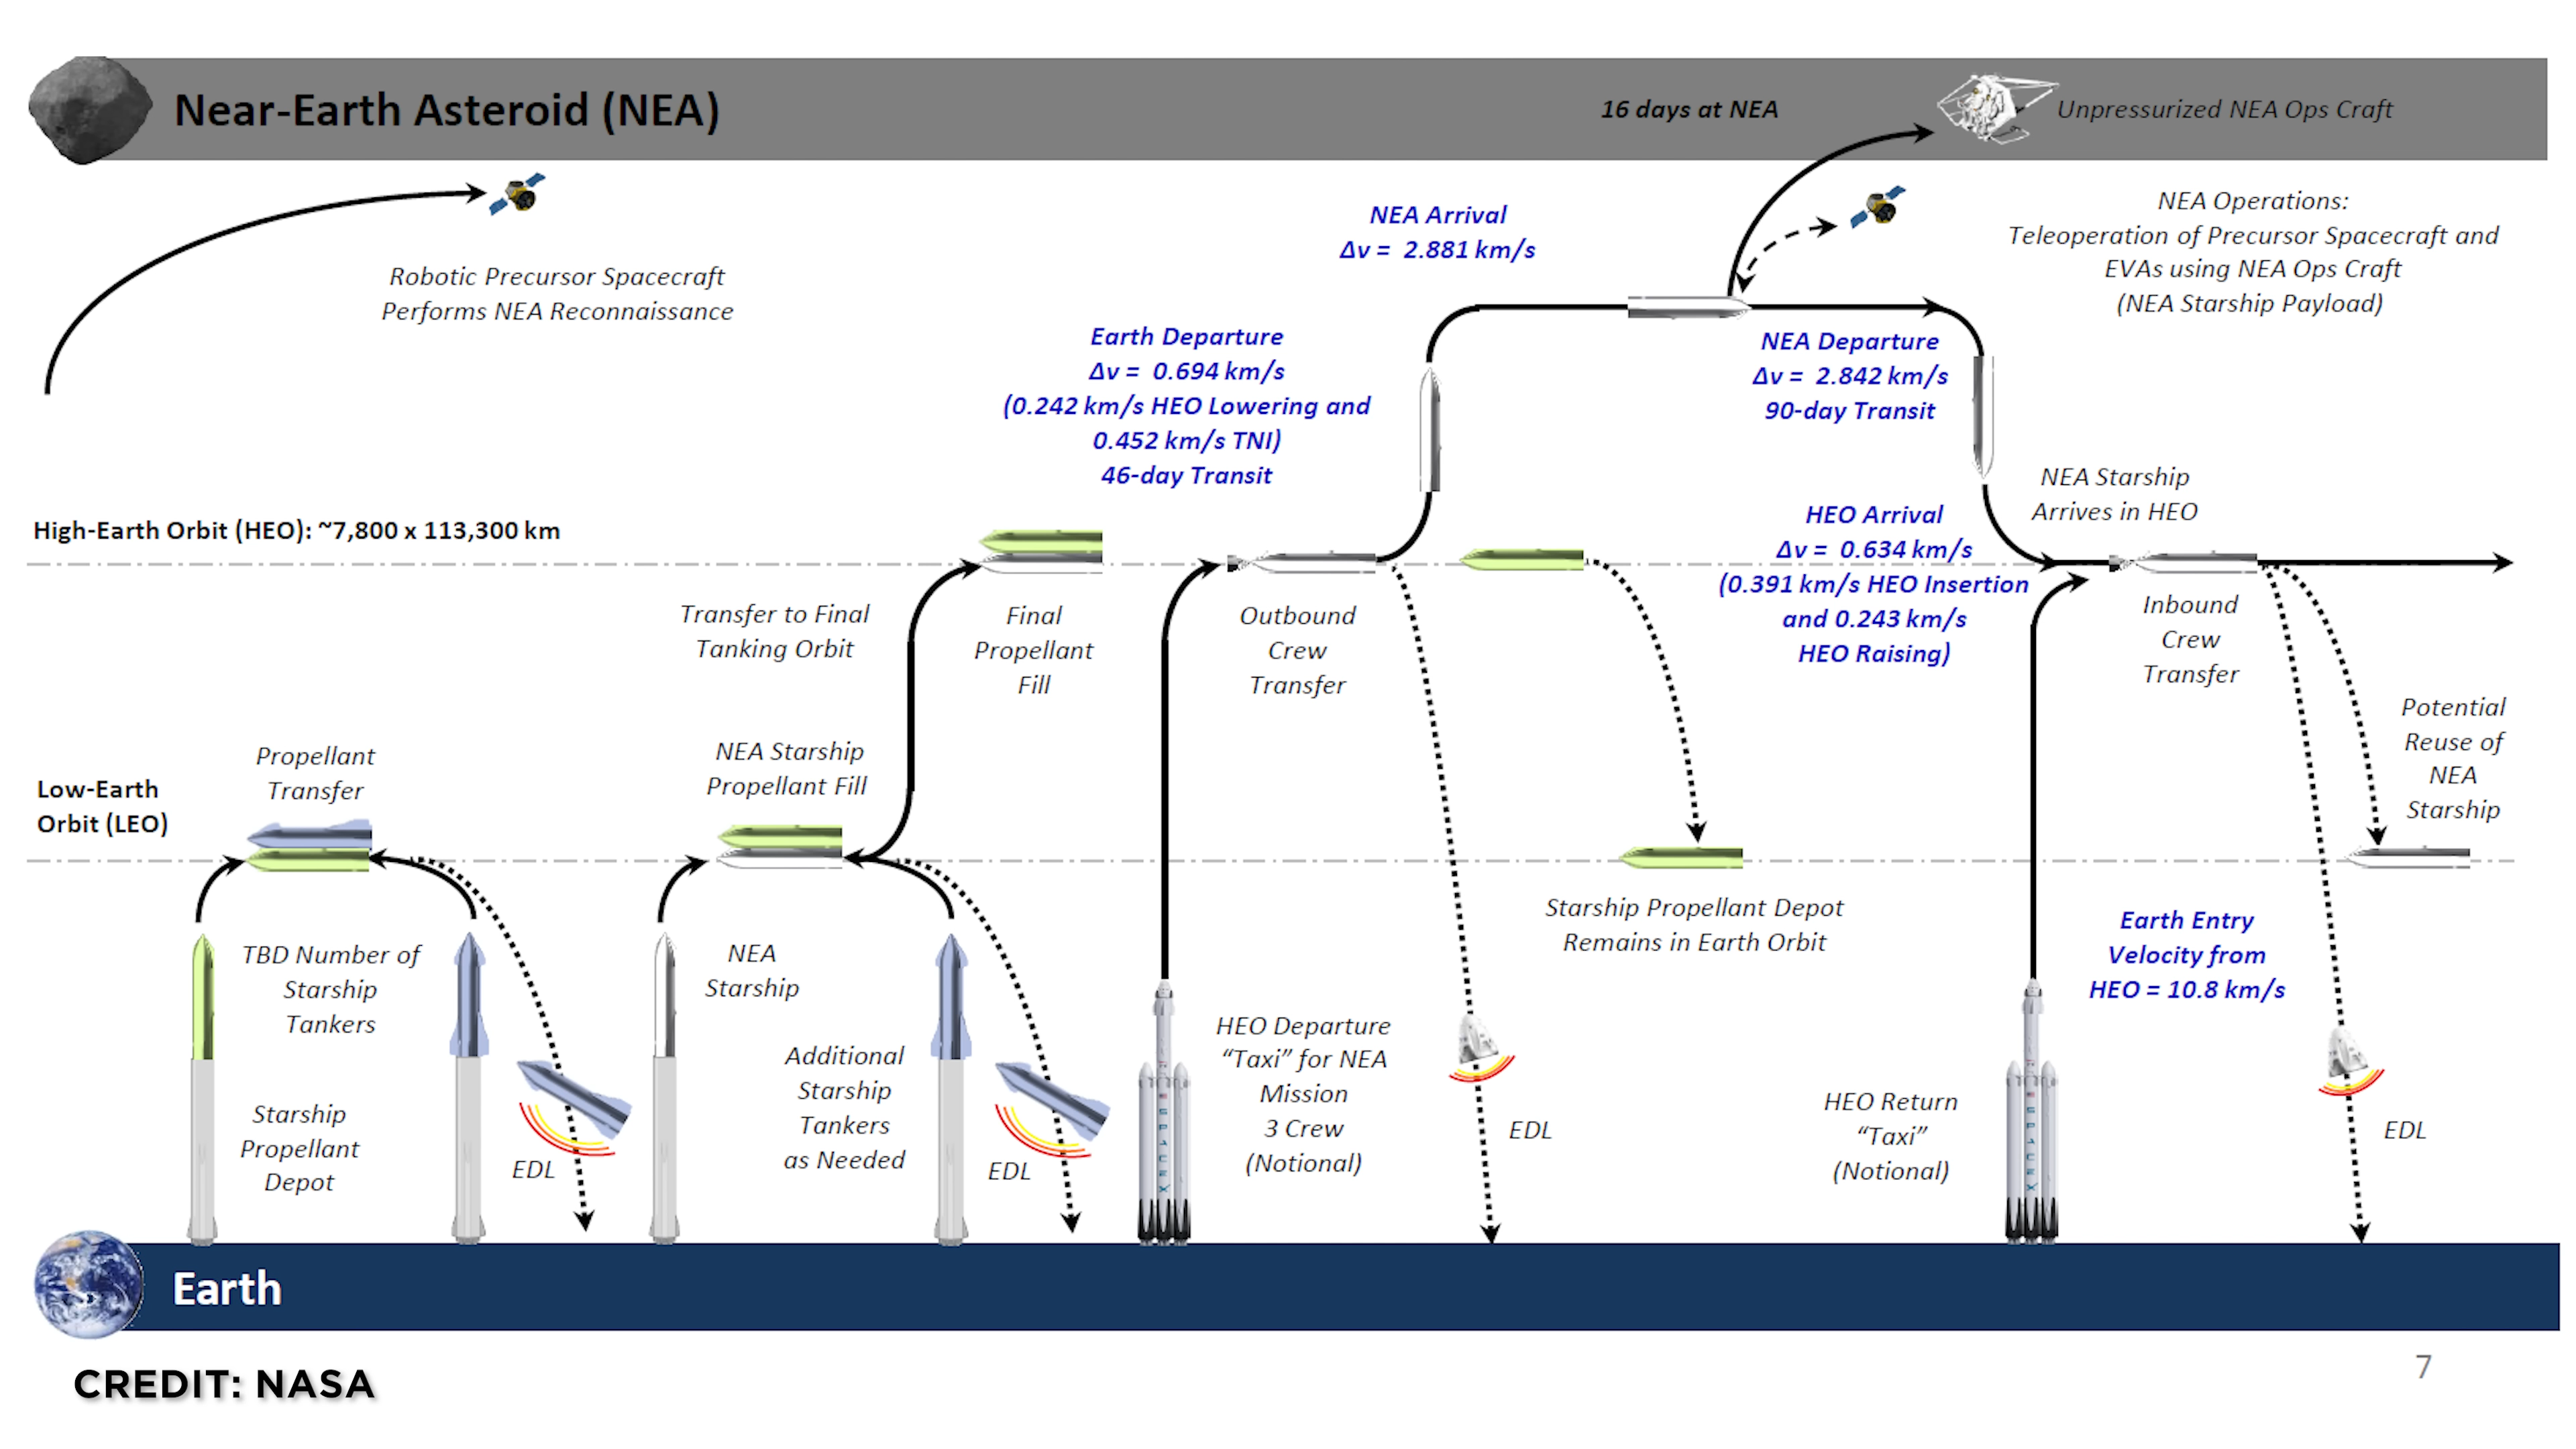 Near-Earth Asteroid (NEA)
16 days at NEA
Unpressurized NEA Ops Craft
Robotic Precursor Spacecraft
Performs NEA Reconnaissance
NEA Arrival
Δv = 2.881 km/s
NEA Operations:
Teleoperation of Precursor Spacecraft and
EVAs using NEA Ops Craft
(NEA Starship Payload)
Earth Departure
Δv = 0.694 km/s
(0.242 km/s HEO Lowering and
0.452 km/s TNI)
46-day Transit
NEA Departure
Δv = 2.842 km/s
90-day Transit
NEA Starship
Arrives in HEO
High-Earth Orbit (HEO): ~7,800 x 113,300 km
HEO Arrival
Δv = 0.634 km/s
(0.391 km/s HEO Insertion
and 0.243 km/s
HEO Raising)
Transfer to Final
Tanking Orbit
Final
Propellant
Fill
Outbound
Crew
Transfer
Inbound
Crew
Transfer
Potential
Reuse of
NEA
Starship
Low-Earth
Orbit (LEO)
Propellant
Transfer
NEA Starship
Propellant Fill
Starship Propellant Depot
Remains in Earth Orbit
Earth Entry
Velocity from
HEO = 10.8 km/s
TBD Number of
Starship
Tankers
Starship
Propellant
Depot
EDL
NEA
Starship
Additional
Starship
Tankers
as Needed
EDL
SPACEX
HEO Departure
“Taxi” for NEA
Mission
3 Crew
(Notional)
EDL
HEO Return
“Taxi”
(Notional)
SPACEX
EDL
Earth
CREDIT: NASA
7